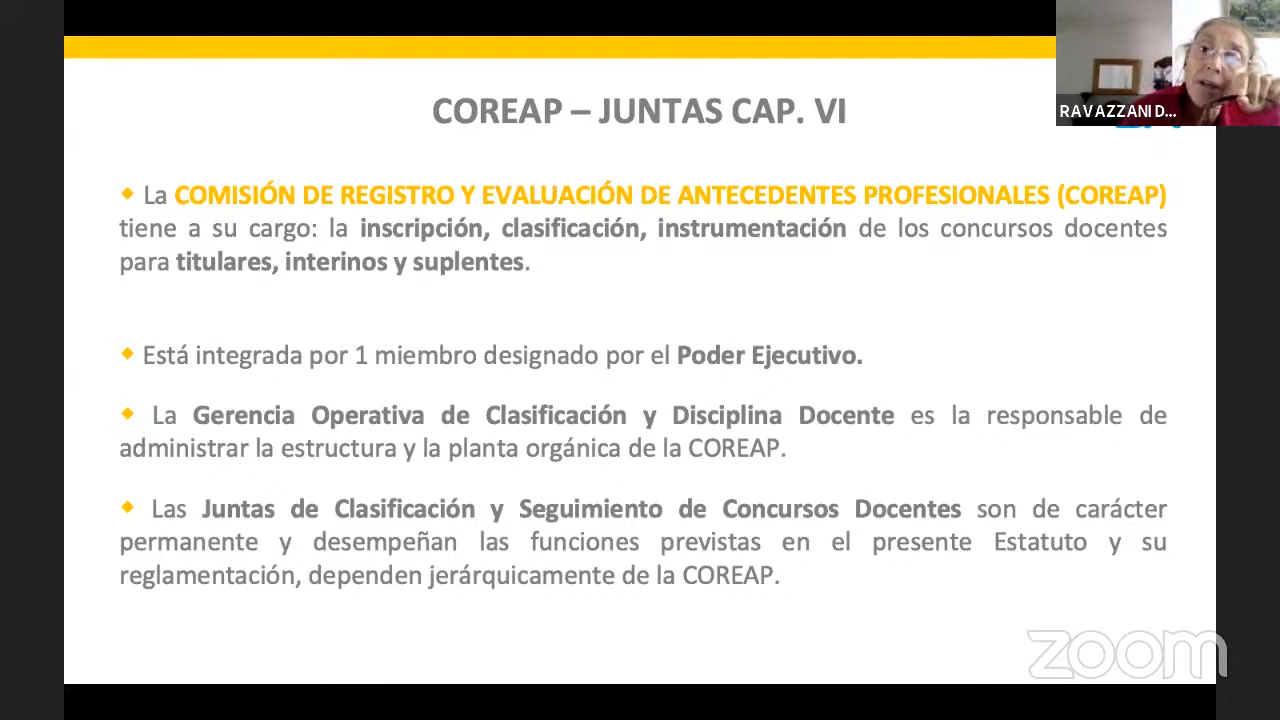 COREAP – JUNTAS CAP. VI
RAVAZZANI D...
La COMISIÓN DE REGISTRO Y EVALUACIÓN DE ANTECEDENTES PROFESIONALES (COREAP)
tiene a su cargo: la inscripción, clasificación, instrumentación de los concursos docentes
para titulares, interinos y suplentes.
Está integrada por 1 miembro designado por el Poder Ejecutivo.
La Gerencia Operativa de Clasificación y Disciplina Docente es la responsable de
administrar la estructura y la planta orgánica de la COREAP.
Las Juntas de Clasificación y Seguimiento de Concursos Docentes son de carácter
permanente y desempeñan las funciones previstas en el presente Estatuto y su
reglamentación, dependen jerárquicamente de la COREAP.
zoom